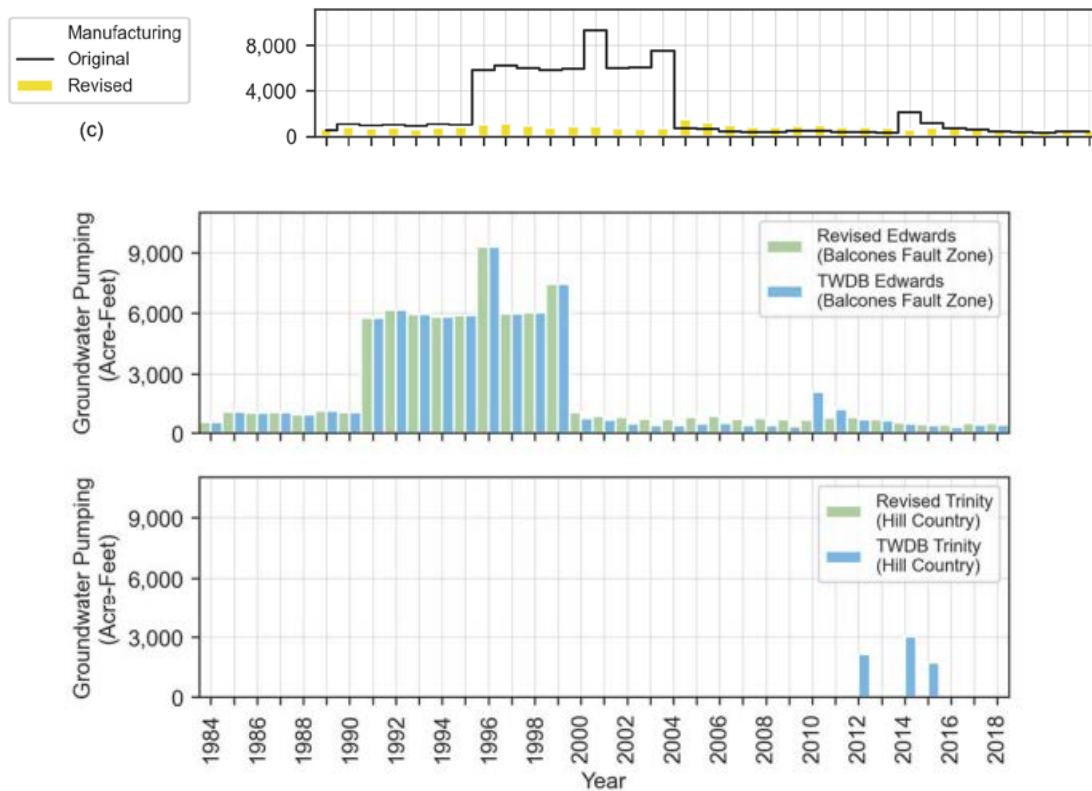 Manufacturing
Original
Revised
(c)
8,000
4,000
0
Groundwater Pumping
(Acre-Feet)
9,000
6,000
3,000
0
Revised Edwards
(Balcones Fault Zone)
TWDB Edwards
(Balcones Fault Zone)
Groundwater Pumping
(Acre-Feet)
9,000
6,000
3,000
0
Revised Trinity
(Hill Country)
TWDB Trinity
(Hill Country)
1984 1986 1988 1990 1992 1994 1996 1998 2000 2002 2004 2006 2008 2010 2012 2014 2016 2018
Year